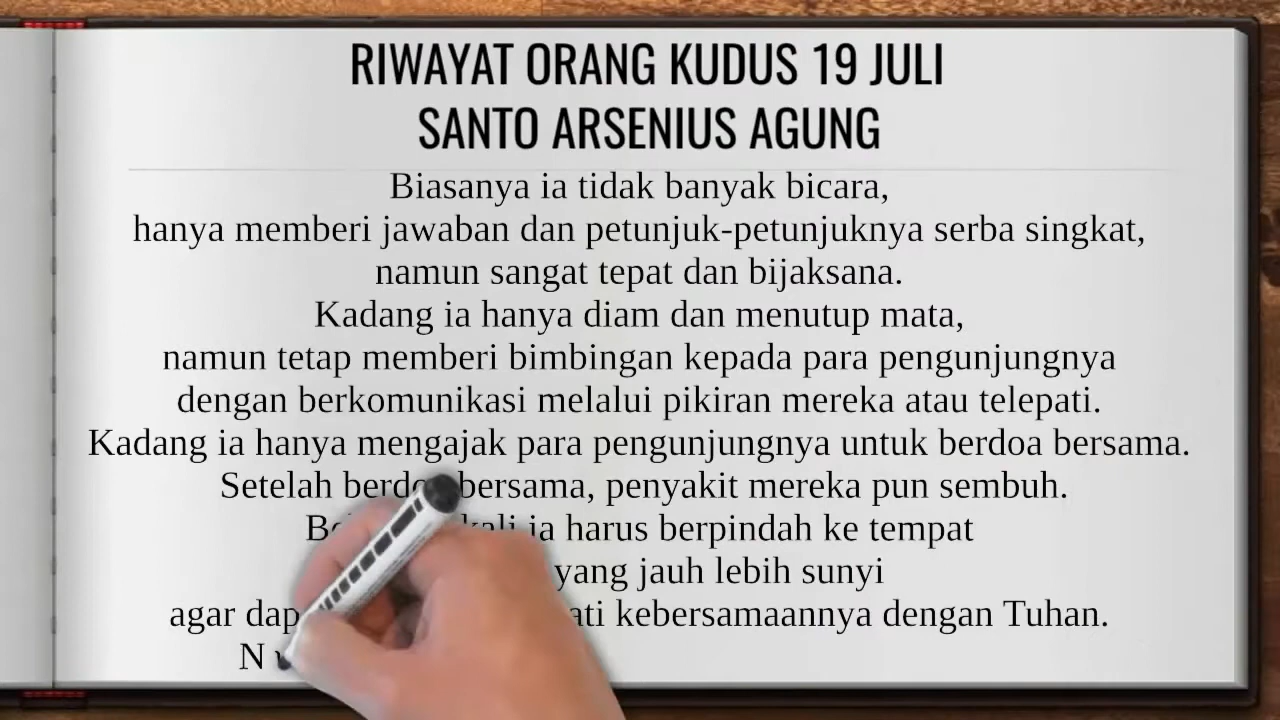 RIWAYAT ORANG KUDUS 19 JULI
SANTO ARSENIUS AGUNG
Biasanya ia tidak banyak bicara,
hanya memberi jawaban dan petunjuk-petunjuknya serba singkat,
namun sangat tepat dan bijaksana.
Kadang ia hanya diam dan menutup mata,
namun tetap memberi bimbingan kepada para pengunjungnya
dengan berkomunikasi melalui pikiran mereka atau telepati.
Kadang ia hanya mengajak para pengunjungnya untuk berdoa bersama.
Setelah berdoa bersama, penyakit mereka pun sembuh.
ia harus berpindah ke tempat
yang jauh lebih sunyi
agar kebersamaannya dengan Tuhan.